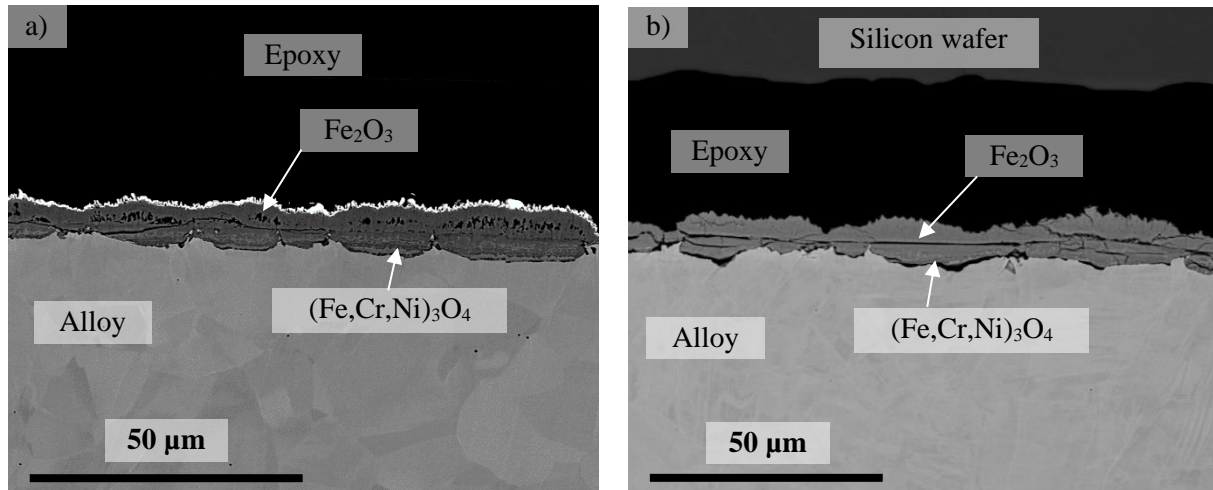 a)
Epoxy
Fe₂O₃
(Fe,Cr,Ni)₃O₄
Alloy
50 µm
b)
Silicon wafer
Epoxy
Fe₂O₃
(Fe,Cr,Ni)₃O₄
Alloy
50 µm